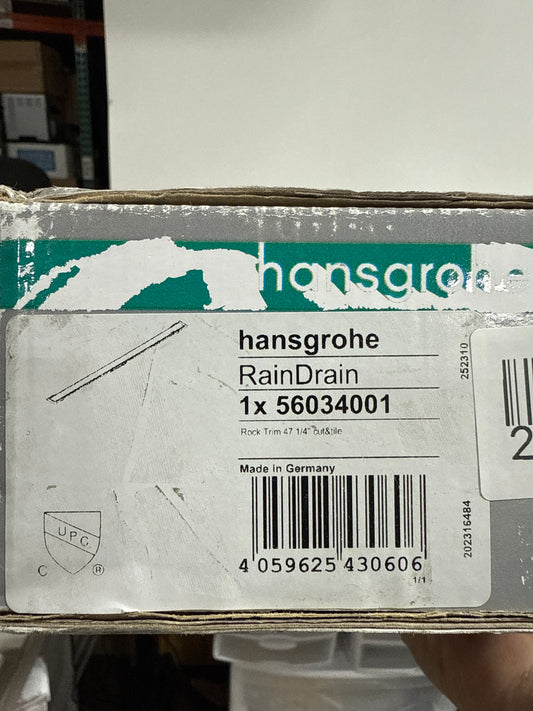 hansgrohe
hansgrohe
RainDrain
1x 56034001
Rock Trim 47 1/4" cut&tile
Made in Germany
4 059625 430606
1/1
252310
202316484
2
UPC
C ®